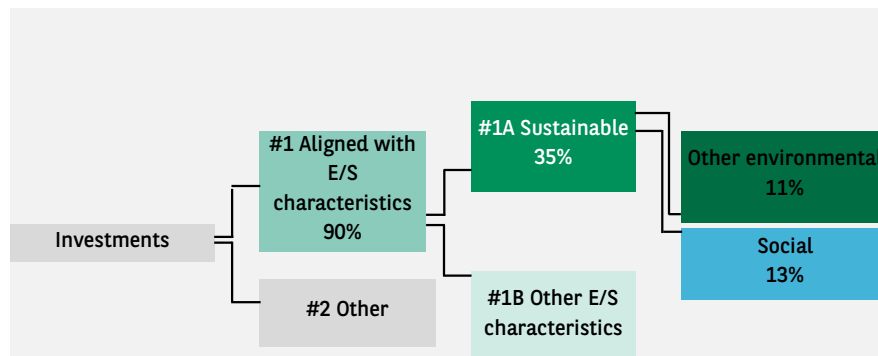 Investments
#1 Aligned with
E/S
characteristics
90%
#2 Other
#1A Sustainable
35%
#1B Other E/S
characteristics
Other environmental
11%
Social
13%